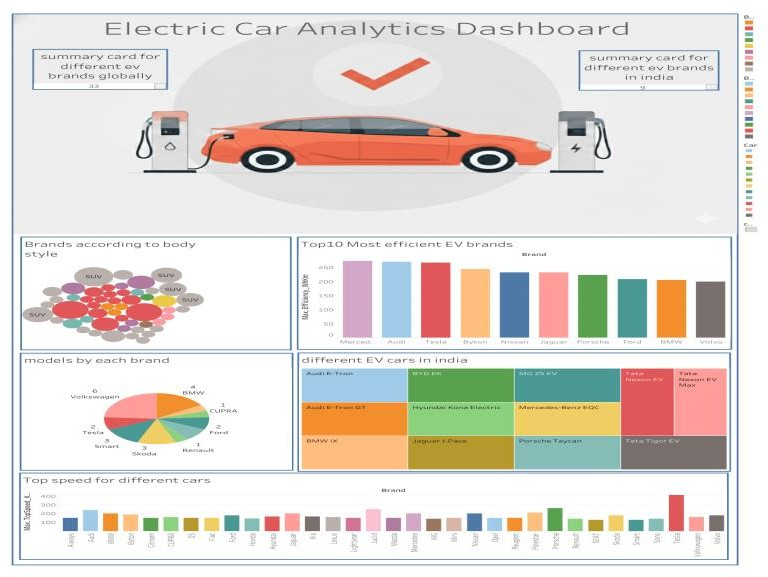 Electric Car Analytics Dashboard
summary card for
different ev
brands globally
33
summary card for
different ev brands
in india
9
Car
Brands according to body
style
SUV
SUV
SUV
SUV
SUV
Top10 Most efficient EV brands
Brand
250
200
150
100
50
0
Merced..
Audi
Tesla
Byton
Nissan
Jaguar
Porsche
Ford
BMW
Volvo
models by each brand
6
Volkswagen
4
BMW
1
CUPRA
2
Ford
1
Renault
3
Skoda
3
Smart
2
Tesla
different EV cars in india
Audi E-Tron
BYD E6
MG ZS EV
Tata
Nexon EV
Tata
Nexon EV
Max
Audi E-Tron GT
Hyundai Kona Electric
Mercedes-Benz EQC
BMW iX
Jaguar I-Pace
Porsche Taycan
Tata Tigor EV
Top speed for different cars
Brand
400
300
200
100
Aiways
Audi
BMW
Byton
Citroen
CUPRA
DS
Fiat
Ford
Honda
Hyundai
Jaguar
Kia
Lexus
Lightyear
Lucid
Mazda
Mercedes
MG
Mini
Nissan
Opel
Peugeot
Polestar
Porsche
Renault
SEAT
Skoda
Smart
Sono
Tesla
Volkswagen
Volvo